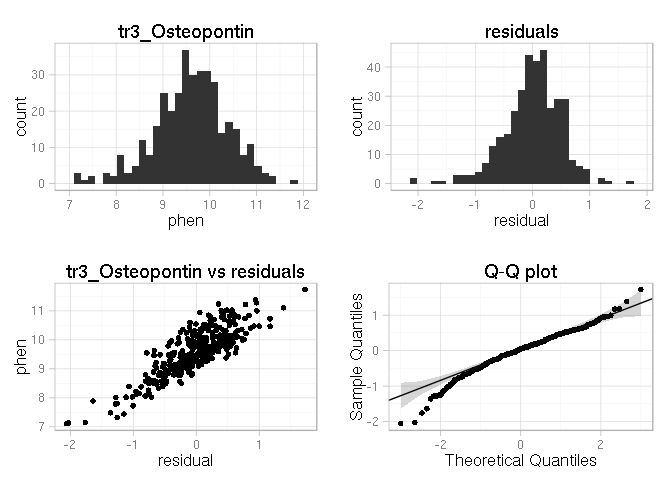 tr3_Osteopontin
count
30
20
10
0
7 8 9 10 11 12
phen
residuals
count
40
30
20
10
0
-2 -1 0 1 2
residual
tr3_Osteopontin vs residuals
phen
11
10
9
8
7
-2 -1 0 1
residual
Q-Q plot
Sample Quantiles
1
0
-1
-2
-2 0 2
Theoretical Quantiles